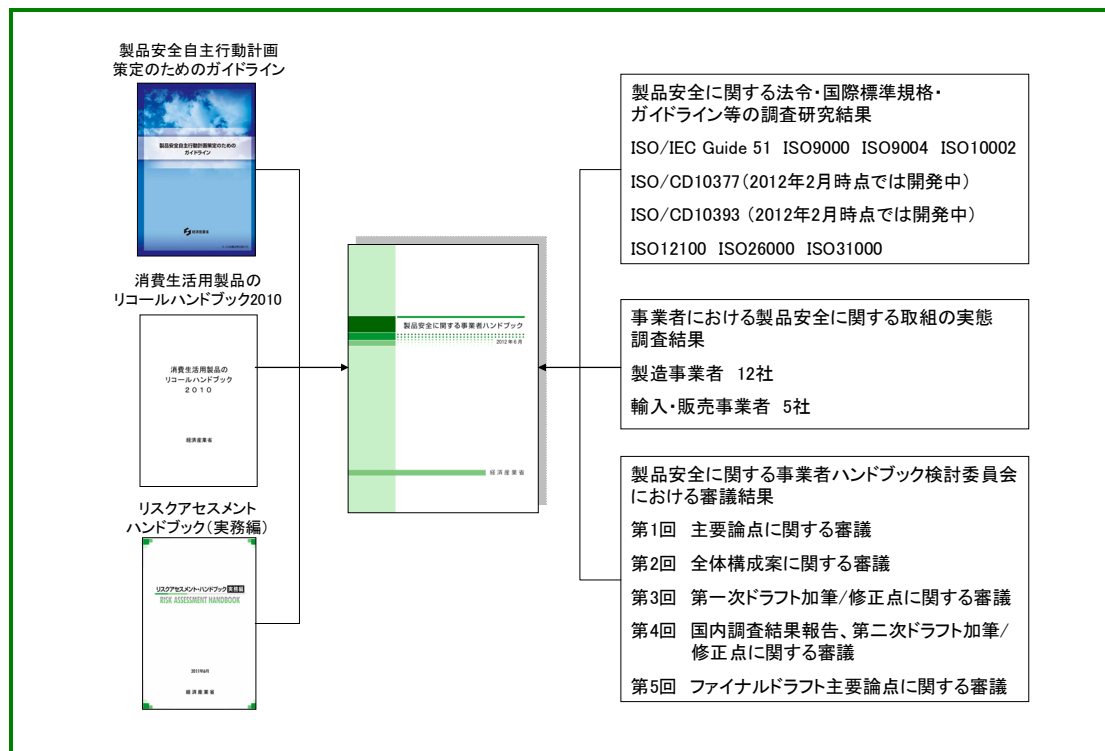 製品安全自主行動計画
策定のためのガイドライン
製品安全自主行動計画策定のための
ガイドライン
経済産業省
消費生活用製品の
リコールハンドブック2010
消費生活用製品の
リコールハンドブック
２０１０
経済産業省
リスクアセスメント
ハンドブック(実務編)
リスクアセスメント・ハンドブック 実務編
RISK ASSESSMENT HANDBOOK
2011年6月
経済産業省
製品安全に関する事業者ハンドブック
2012年6月
経済産業省
製品安全に関する法令・国際標準規格・
ガイドライン等の調査研究結果
ISO/IEC Guide 51 ISO9000 ISO9004 ISO10002
ISO/CD10377(2012年2月時点では開発中)
ISO/CD10393 (2012年2月時点では開発中)
ISO12100 ISO26000 ISO31000
事業者における製品安全に関する取組の実態
調査結果
製造事業者 12社
輸入・販売事業者 5社
製品安全に関する事業者ハンドブック検討委員会
における審議結果
第1回 主要論点に関する審議
第2回 全体構成案に関する審議
第3回 第一次ドラフト加筆/修正点に関する審議
第4回 国内調査結果報告、第二次ドラフト加筆/
修正点に関する審議
第5回 ファイナルドラフト主要論点に関する審議